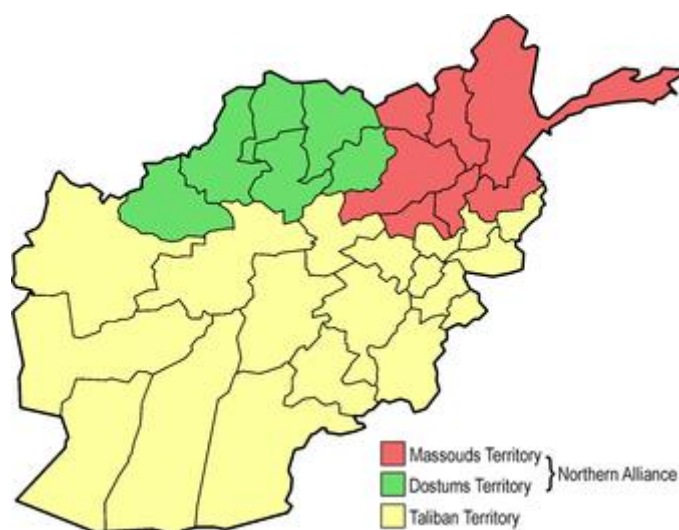 Massouds Territory
Dostums Territory
Northern Alliance
Taliban Territory